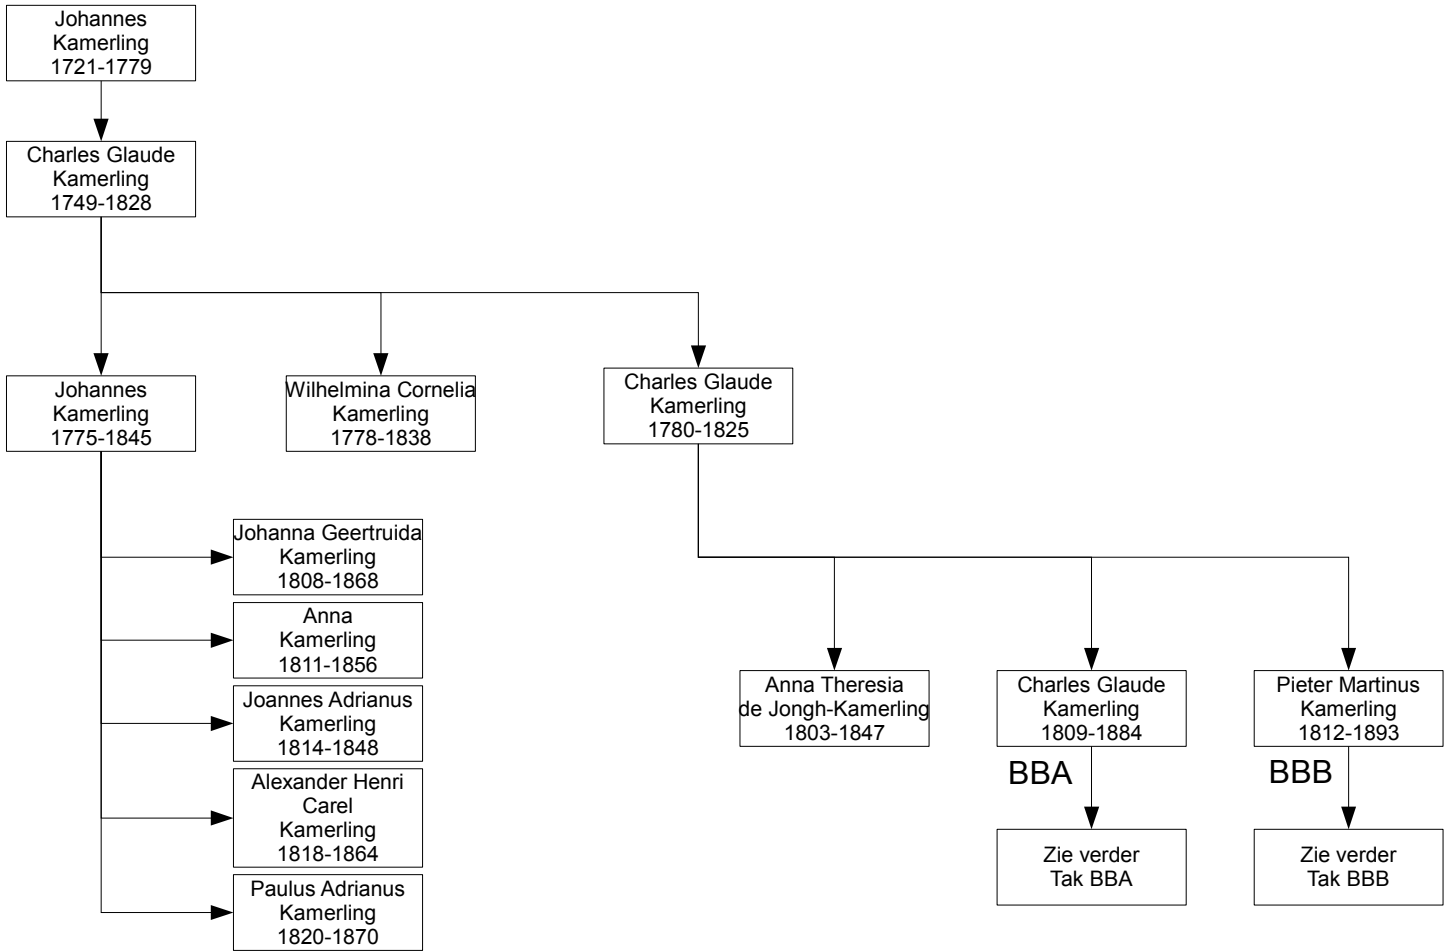 Johannes
Kamerling
1721-1779
Charles Glaude
Kamerling
1749-1828
Johannes
Kamerling
1775-1845
Wilhelmina Cornelia
Kamerling
1778-1838
Charles Glaude
Kamerling
1780-1825
Johanna Geertruida
Kamerling
1808-1868
Anna
Kamerling
1811-1856
Joannes Adrianus
Kamerling
1814-1848
Alexander Henri
Carel
Kamerling
1818-1864
Paulus Adrianus
Kamerling
1820-1870
Anna Theresia
de Jongh-Kamerling
1803-1847
Charles Glaude
Kamerling
1809-1884
Pieter Martinus
Kamerling
1812-1893
BBA
BBB
Zie verder
Tak BBA
Zie verder
Tak BBB